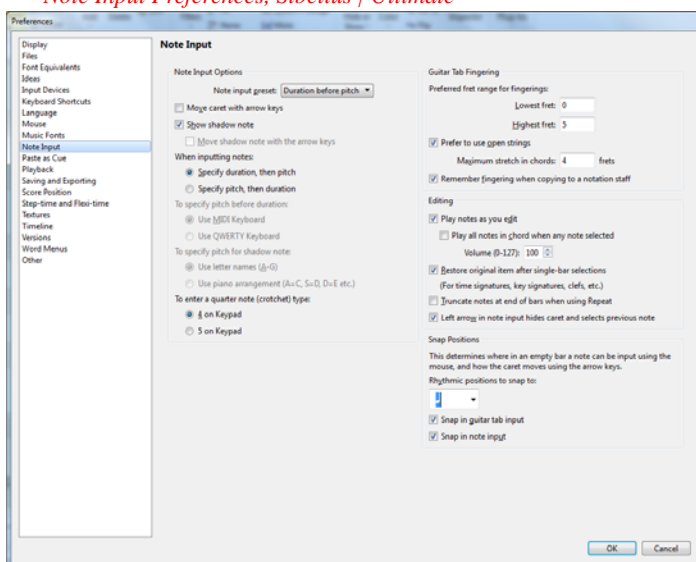 Note Input Preferences, Sibelius | Ultimate
Preferences
Display
Files
Font Equivalents
Ideas
Input Devices
Keyboard Shortcuts
Language
Mouse
Music Fonts
Note Input
Paste as Cue
Playback
Saving and Exporting
Score Position
Step-time and Flexi-time
Textures
Timeline
Versions
Word Menus
Other
Note Input
Note Input Options
Note input preset: Duration before pitch
Move caret with arrow keys
Show shadow note
Move shadow note with the arrow keys
When inputting notes:
Specify duration, then pitch
Specify pitch, then duration
To specify pitch before duration:
Use MIDI Keyboard
Use QWERTY Keyboard
To specify pitch for shadow note:
Use letter names (A-G)
Use piano arrangement (A=C, S=D, D=E etc.)
To enter a quarter note (crotchet) type:
4 on Keypad
5 on Keypad
Guitar Tab Fingering
Preferred fret range for fingerings:
Lowest fret: 0
Highest fret: 5
Prefer to use open strings
Maximum stretch in chords: 4 frets
Remember fingering when copying to a notation staff
Editing
Play notes as you edit
Play all notes in chord when any note selected
Volume (0-127): 100
Restore original item after single-bar selections
(For time signatures, key signatures, clefs, etc.)
Truncate notes at end of bars when using Repeat
Left arrow in note input hides caret and selects previous note
Snap Positions
This determines where in an empty bar a note can be input using the
mouse, and how the caret moves using the arrow keys.
Rhythmic positions to snap to:
Snap in guitar tab input
Snap in note input
OK Cancel